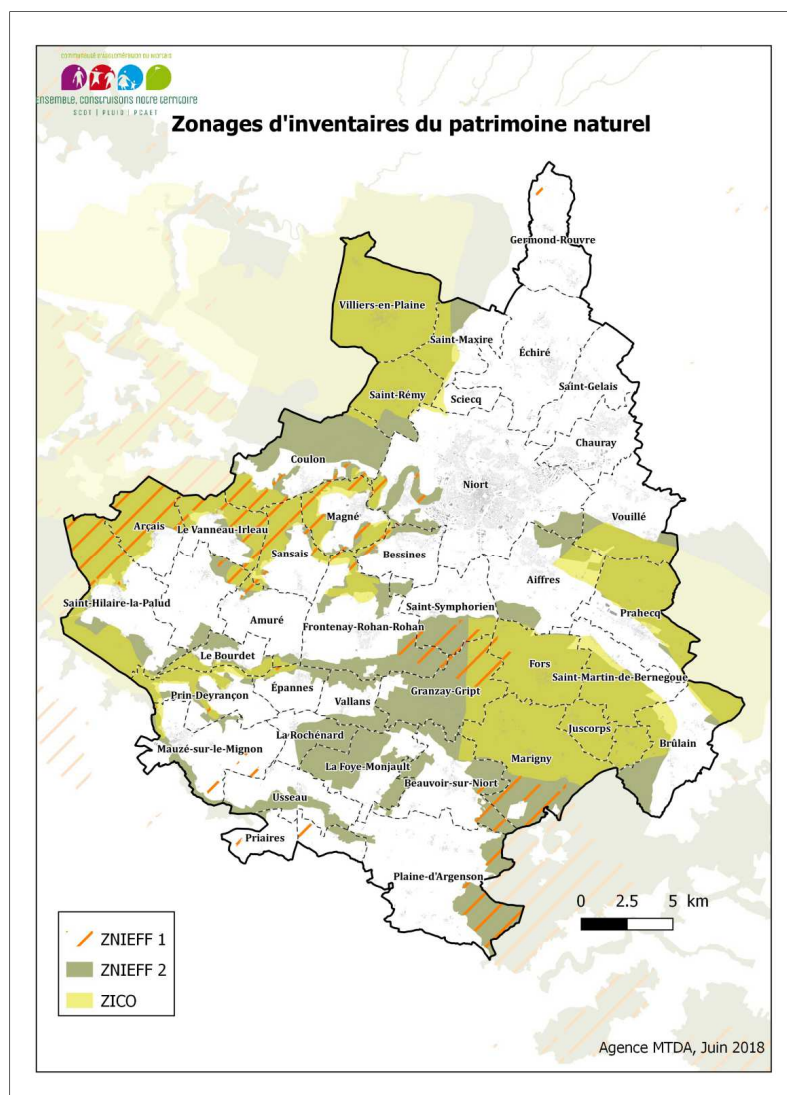 COMMUNAUTÉ D'AGGLOMÉRATION DU NIORTAIS
Ensemble, construisons notre territoire
SCOT | PLUID | PCAET
Zonages d'inventaires du patrimoine naturel
Germond-Rouvre
Villiers-en-Plaine
Saint-Maxire
Échiré
Saint-Gelais
Saint-Rémy
Sciecq
Chauray
Coulon
Niort
Magné
Vouillé
Arçais
Le Vanneau-Irleau
Sansais
Bessines
Aiffres
Saint-Hilaire-la-Palud
Prahecq
Saint-Symphorien
Amuré
Frontenay-Rohan-Rohan
Le Bourdet
Fors
Saint-Martin-de-Bernegoue
Épannes
Prin-Deyrançon
Granzay-Gript
Vallans
Juscorps
La Rochénard
Brûlain
Mauzé-sur-le-Mignon
Marigny
La Foye-Monjault
Beauvoir-sur-Niort
Usseau
Priaires
Plaine-d'Argenson
0 2.5 5 km
ZNIEFF 1
ZNIEFF 2
ZICO
Agence MTDA, Juin 2018